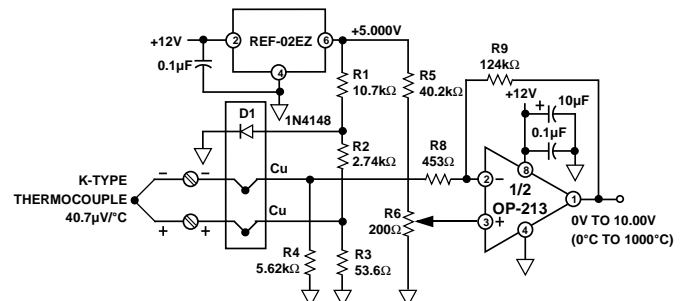 +12V
2
REF-02EZ
6
+5.000V
0.1µF
4
R1
10.7kΩ
R5
40.2kΩ
R9
124kΩ
+12V
+
10µF
0.1µF
D1
1N4148
R2
2.74kΩ
Cu
R8
453Ω
8
2
–
1/2
OP-213
1
3
+
4
K-TYPE
THERMOCOUPLE
40.7µV/°C
–
–
+
+
Cu
R6
200Ω
R4
5.62kΩ
R3
53.6Ω
0V TO 10.00V
(0°C TO 1000°C)